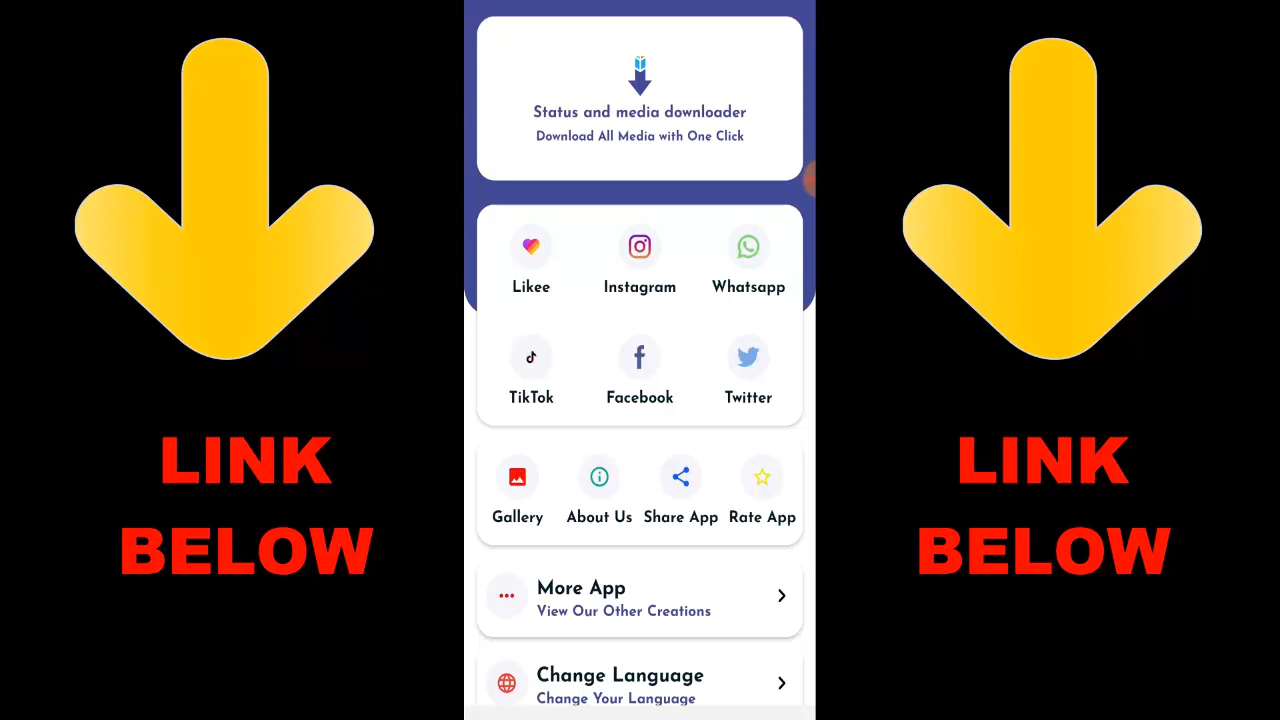 Status and media downloader
Download All Media with One Click
Likee
Instagram
Whatsapp
TikTok
Facebook
Twitter
Gallery
About Us
Share App
Rate App
More App
View Our Other Creations
Change Language
Change Your Language
LINK
BELOW
LINK
BELOW